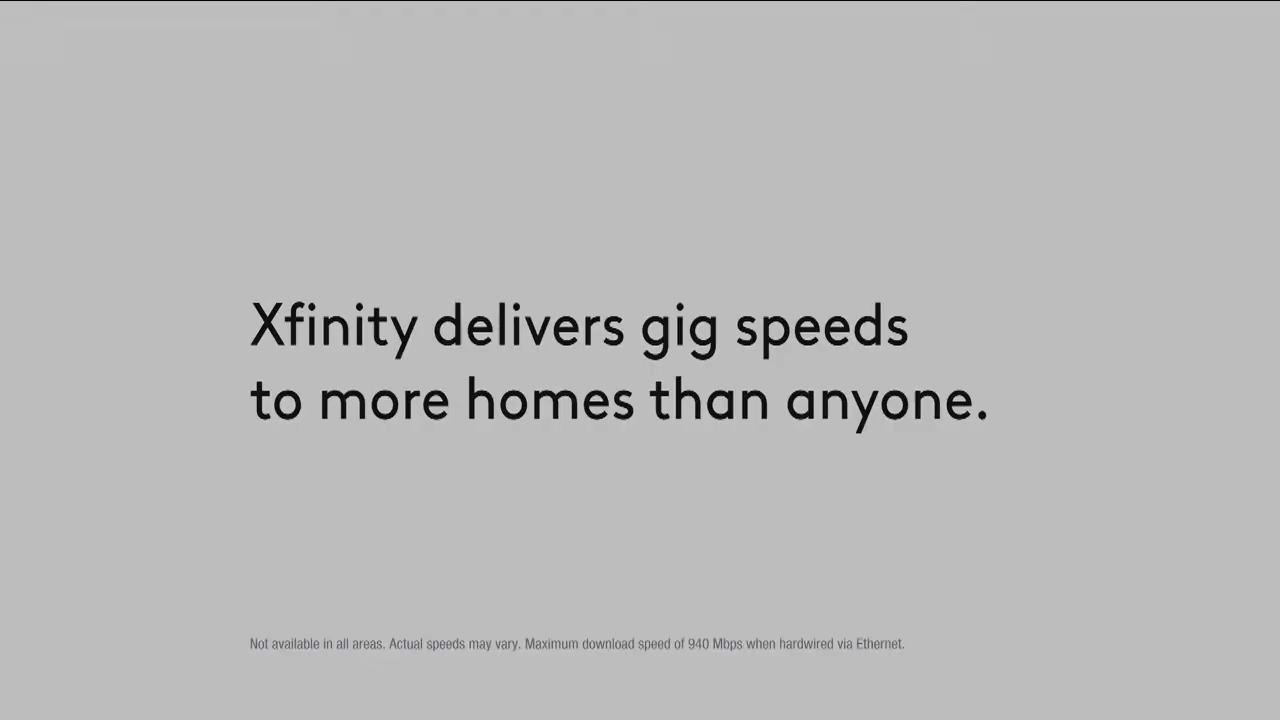 Xfinity delivers gig speeds
to more homes than anyone.
Not available in all areas. Actual speeds may vary. Maximum download speed of 940 Mbps when hardwired via Ethernet.